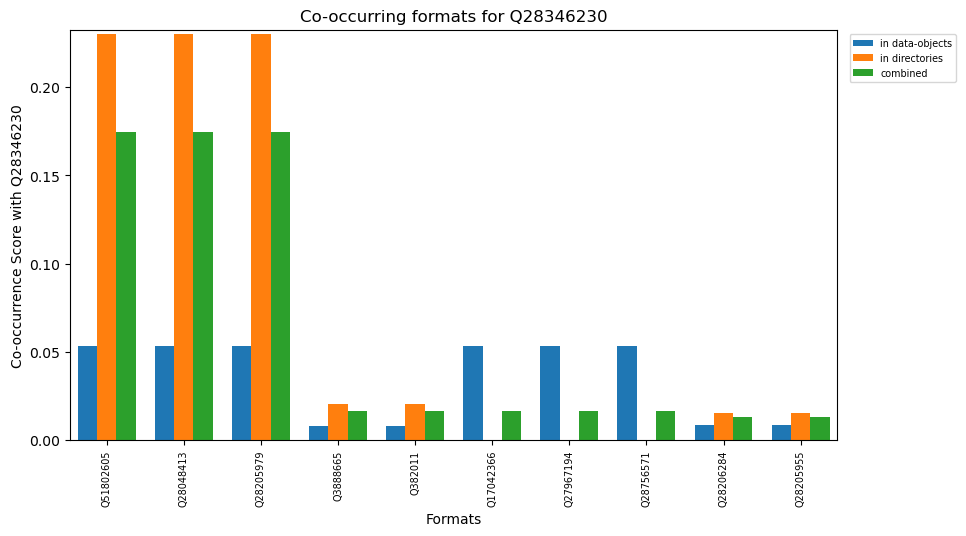 Co-occurring formats for Q28346230
in data-objects
in directories
combined
Co-occurrence Score with Q28346230
0.20
0.15
0.10
0.05
0.00
Q51802605
Q28048413
Q28205979
Q3888665
Q382011
Q17042366
Q27967194
Q28756571
Q28206284
Q28205955
Formats